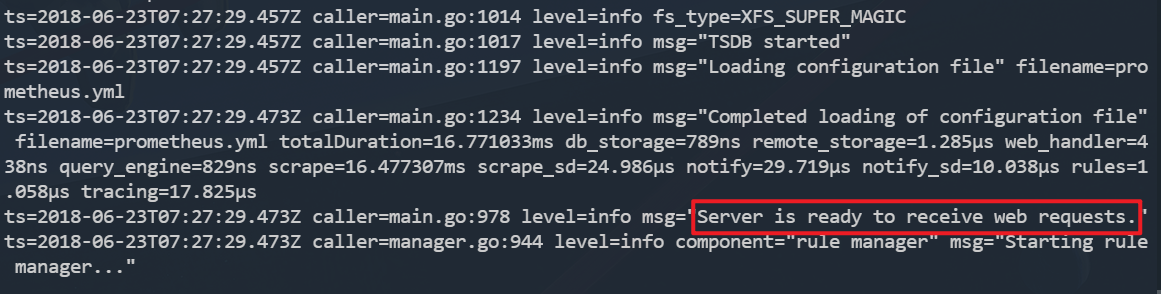 ts=2018-06-23T07:27:29.457Z caller=main.go:1014 level=info fs_type=XFS_SUPER_MAGIC
ts=2018-06-23T07:27:29.457Z caller=main.go:1017 level=info msg="TSDB started"
ts=2018-06-23T07:27:29.457Z caller=main.go:1197 level=info msg="Loading configuration file" filename=pro
metheus.yml
ts=2018-06-23T07:27:29.473Z caller=main.go:1234 level=info msg="Completed loading of configuration file"
 filename=prometheus.yml totalDuration=16.771033ms db_storage=789ns remote_storage=1.285µs web_handler=4
38ns query_engine=829ns scrape=16.477307ms scrape_sd=24.986µs notify=29.719µs notify_sd=10.038µs rules=1
.058µs tracing=17.825µs
ts=2018-06-23T07:27:29.473Z caller=main.go:978 level=info msg="Server is ready to receive web requests."
ts=2018-06-23T07:27:29.473Z caller=manager.go:944 level=info component="rule manager" msg="Starting rule
 manager..."